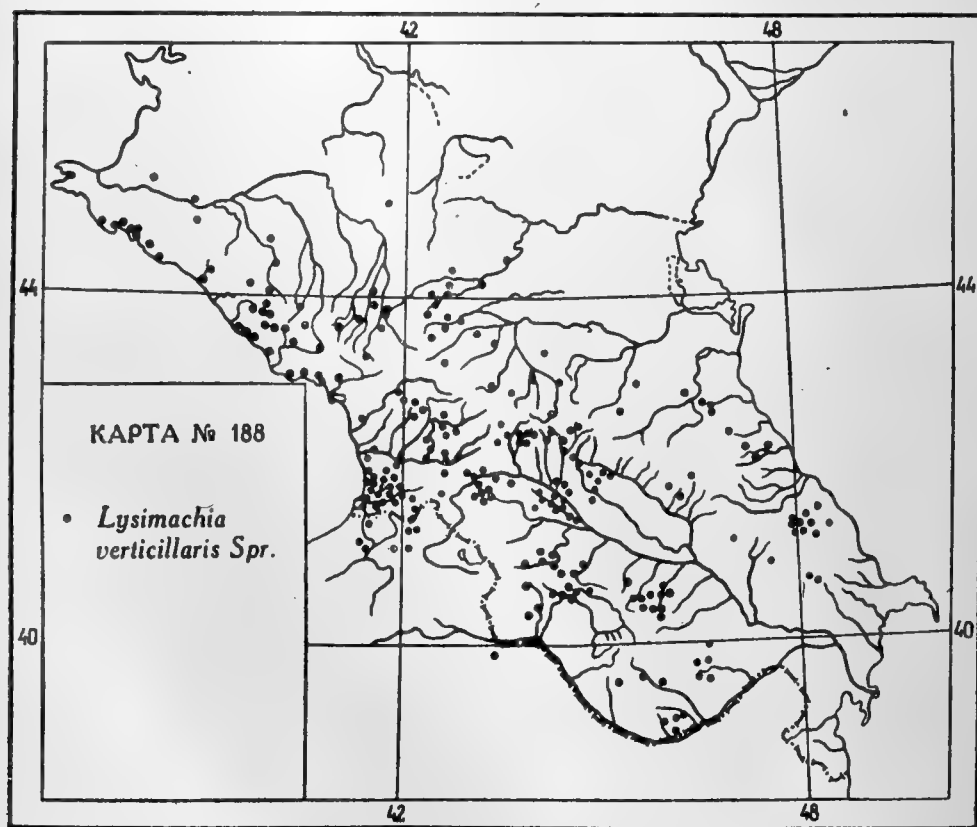 42 48
44 44
КАРТА № 188
• Lysimachia
verticillaris Spr.
40 40
42 48